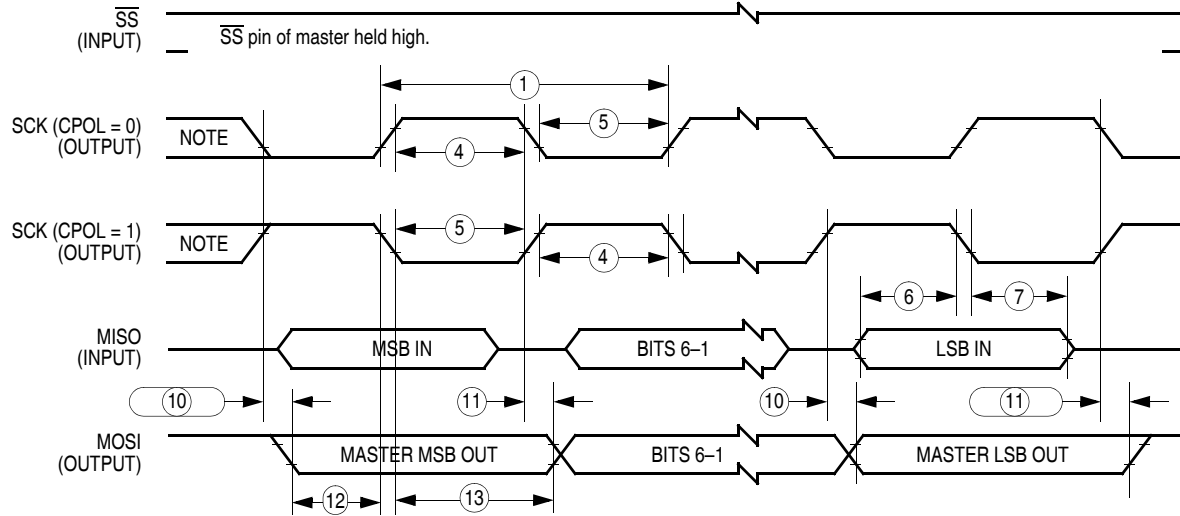 SS
(INPUT)
SS pin of master held high.
1
SCK (CPOL = 0)
(OUTPUT)
NOTE
5
4
SCK (CPOL = 1)
(OUTPUT)
NOTE
5
4
6
7
MISO
(INPUT)
MSB IN
BITS 6–1
LSB IN
10
11
10
11
MOSI
(OUTPUT)
MASTER MSB OUT
BITS 6–1
MASTER LSB OUT
12
13